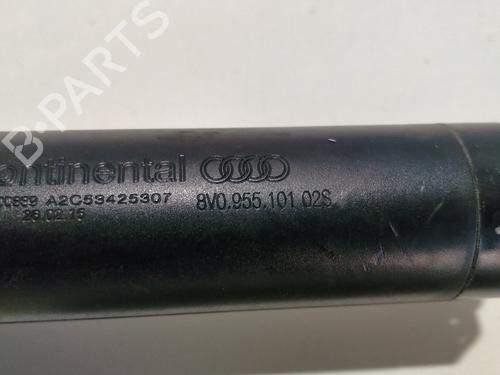 B-PARTS
ontinental
A2C53425307
26.02.15
8V0.955.101 02S